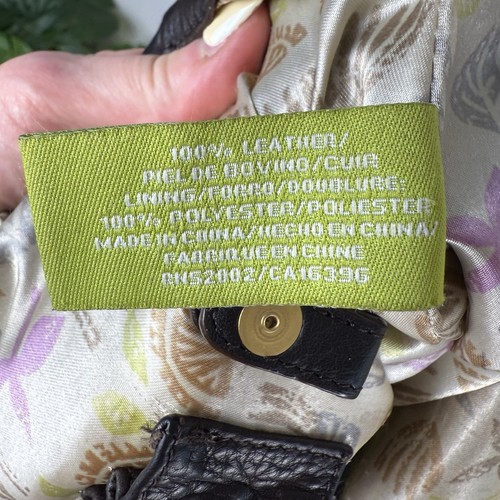 100% LEATHER/
PIEL DE BOVINO/CUIR
LINING/FORRO/DOUBLURE:
100% POLYESTER/POLIESTER
MADE IN CHINA/HECHO EN CHINA/
FABRIQUE EN CHINE
RN52002/CA16396